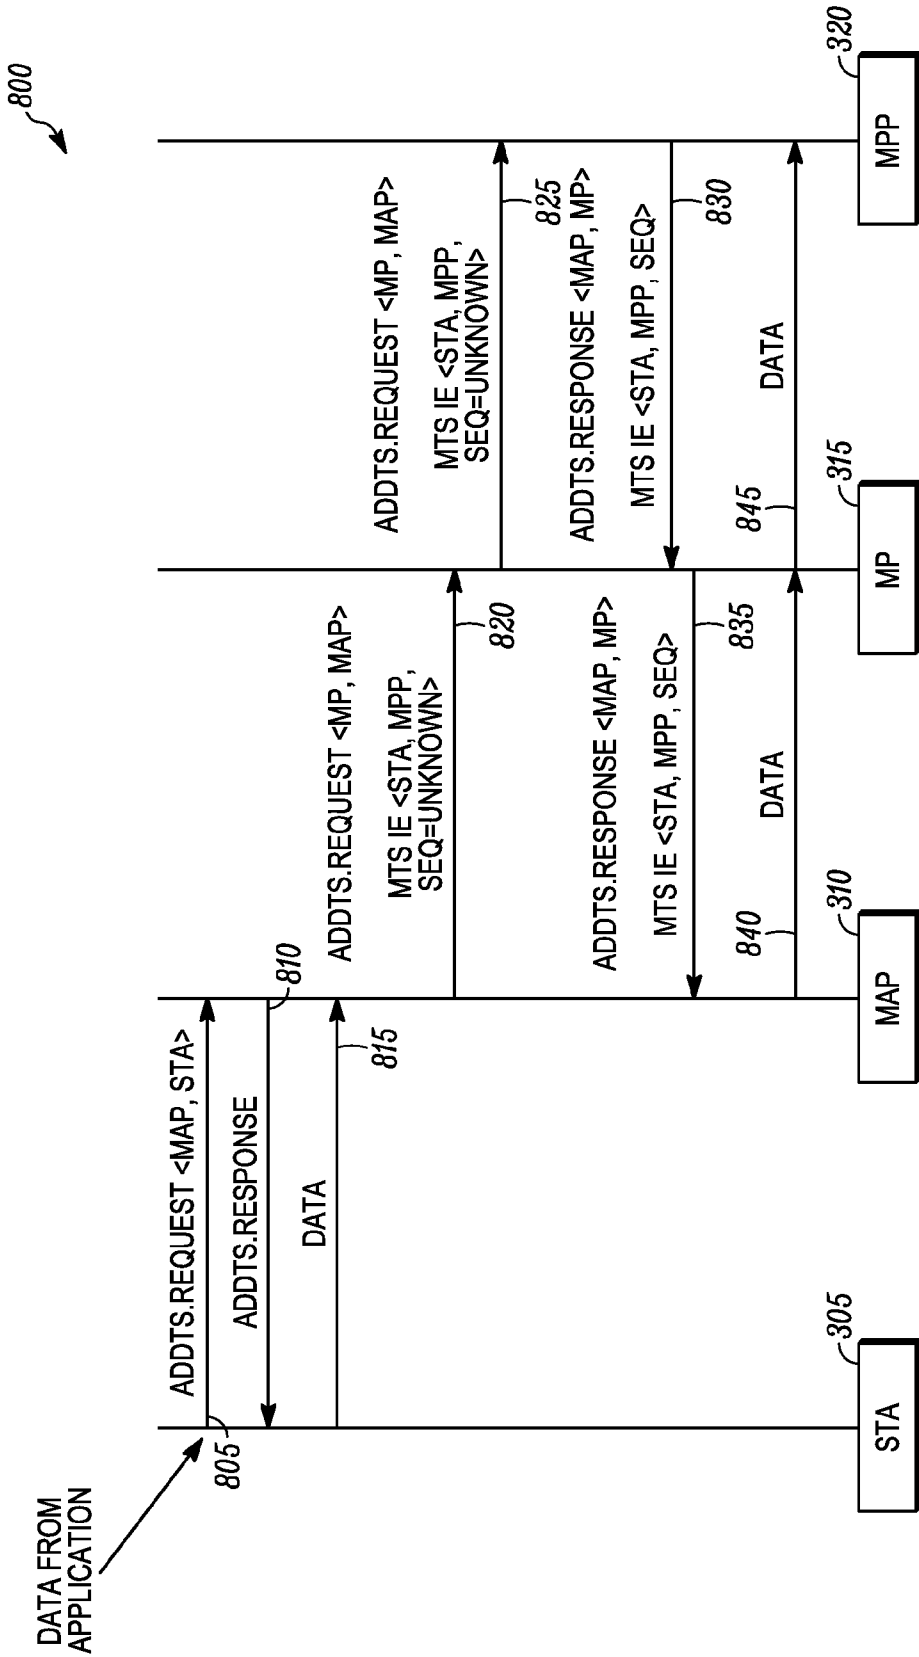 800
DATA FROM
APPLICATION
805
ADDTS.REQUEST <MAP, STA>
ADDTS.RESPONSE
810
DATA
815
ADDTS.REQUEST <MP, MAP>
MTS IE <STA, MPP,
SEQ=UNKNOWN>
820
ADDTS.REQUEST <MP, MAP>
MTS IE <STA, MPP,
SEQ=UNKNOWN>
825
ADDTS.RESPONSE <MAP, MP>
MTS IE <STA, MPP, SEQ>
830
ADDTS.RESPONSE <MAP, MP>
MTS IE <STA, MPP, SEQ>
835
840
DATA
845
DATA
STA
305
MAP
310
MP
315
MPP
320